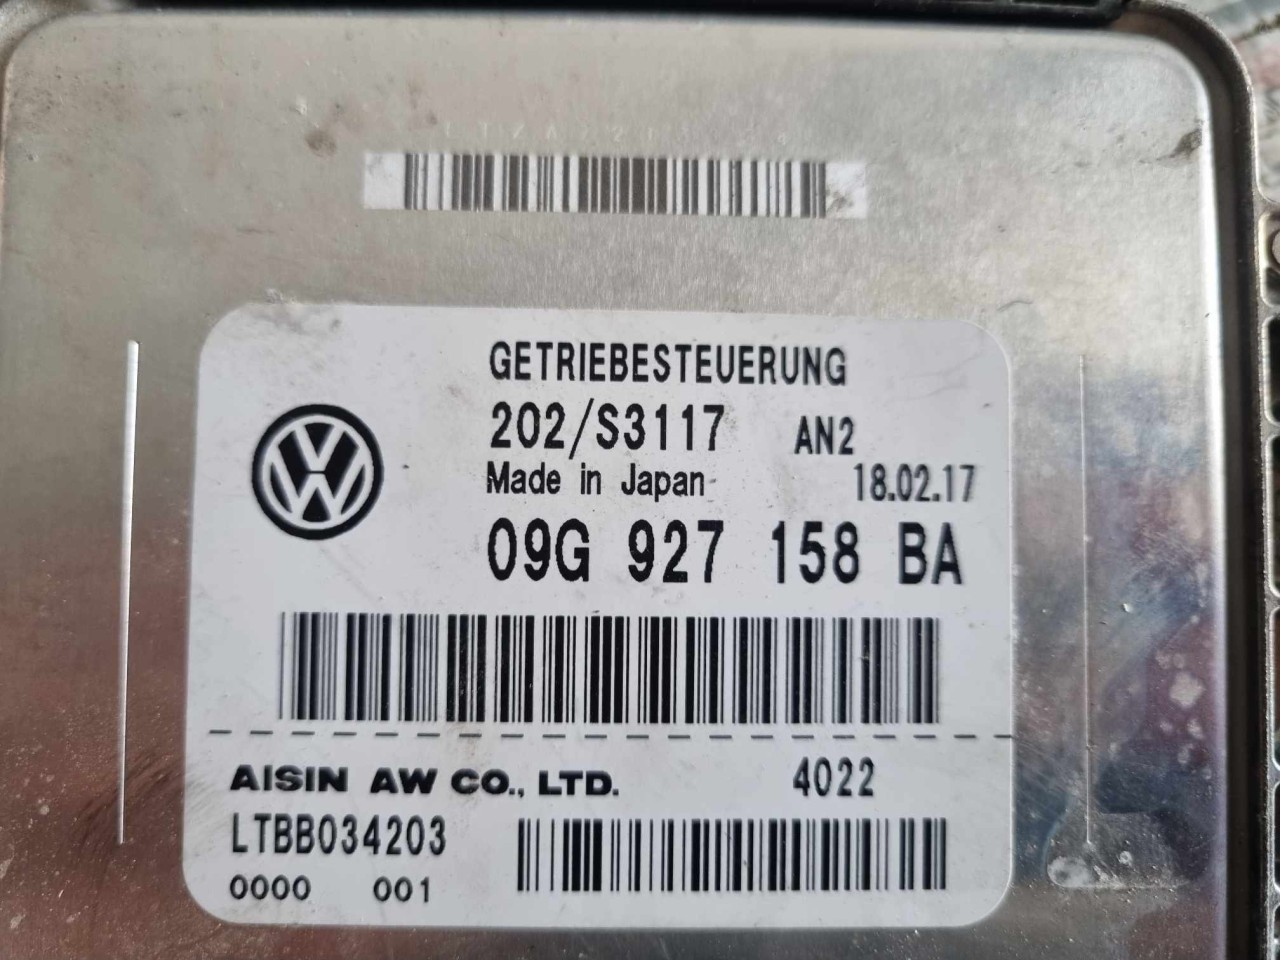 GETRIEBESTEUERUNG
202/S3117 AN2
Made in Japan 18.02.17
09G 927 158 BA
AISIN AW CO., LTD. 4022
LTBB034203
0000 001